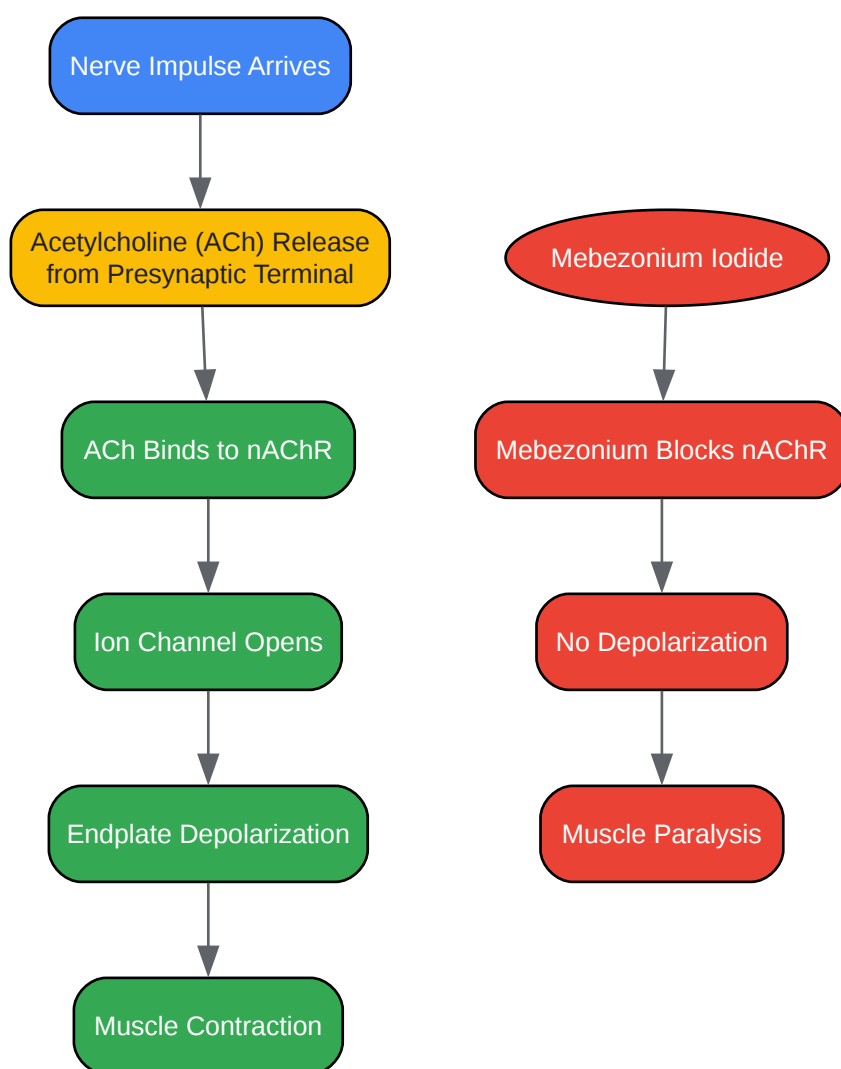 Nerve Impulse Arrives
Acetylcholine (ACh) Release
from Presynaptic Terminal
ACh Binds to nAChR
Ion Channel Opens
Endplate Depolarization
Muscle Contraction
Mebezonium Iodide
Mebezonium Blocks nAChR
No Depolarization
Muscle Paralysis